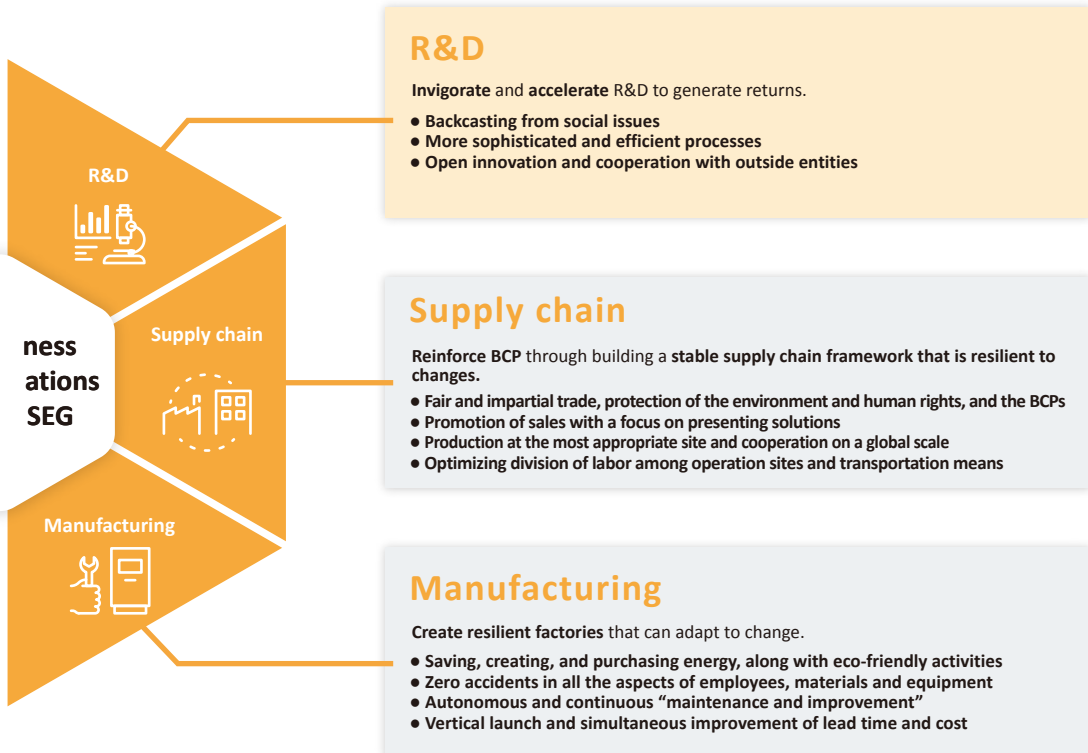 R&D
Supply chain
Manufacturing
ness
ations
SEG
R&D
Invigorate and accelerate R&D to generate returns.
● Backcasting from social issues
● More sophisticated and efficient processes
● Open innovation and cooperation with outside entities
Supply chain
Reinforce BCP through building a stable supply chain framework that is resilient to
changes.
● Fair and impartial trade, protection of the environment and human rights, and the BCPs
● Promotion of sales with a focus on presenting solutions
● Production at the most appropriate site and cooperation on a global scale
● Optimizing division of labor among operation sites and transportation means
Manufacturing
Create resilient factories that can adapt to change.
● Saving, creating, and purchasing energy, along with eco-friendly activities
● Zero accidents in all the aspects of employees, materials and equipment
● Autonomous and continuous “maintenance and improvement”
● Vertical launch and simultaneous improvement of lead time and cost